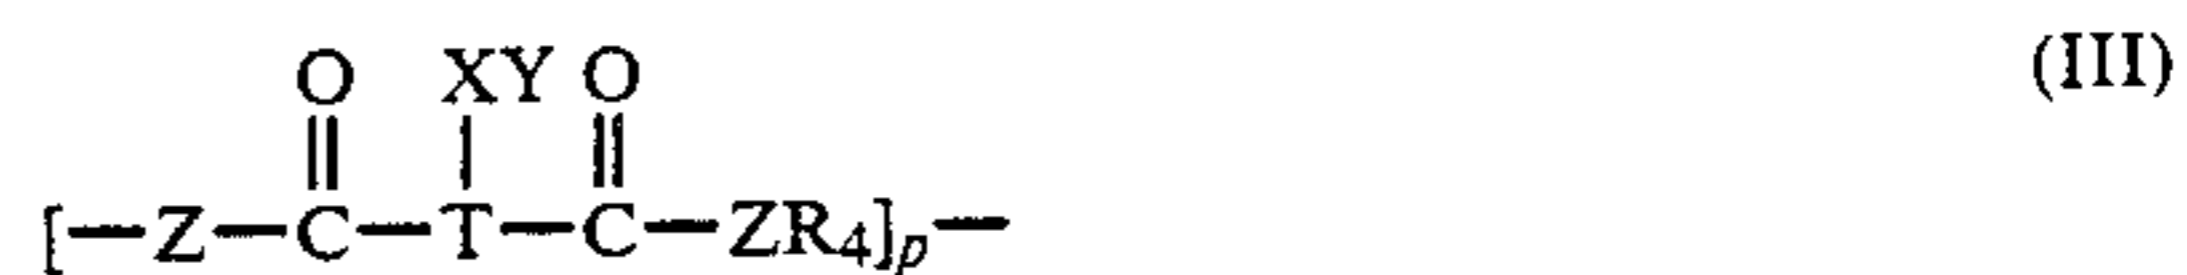 O XY O (III)
[—Z—C—T—C—ZR₄]ₚ—